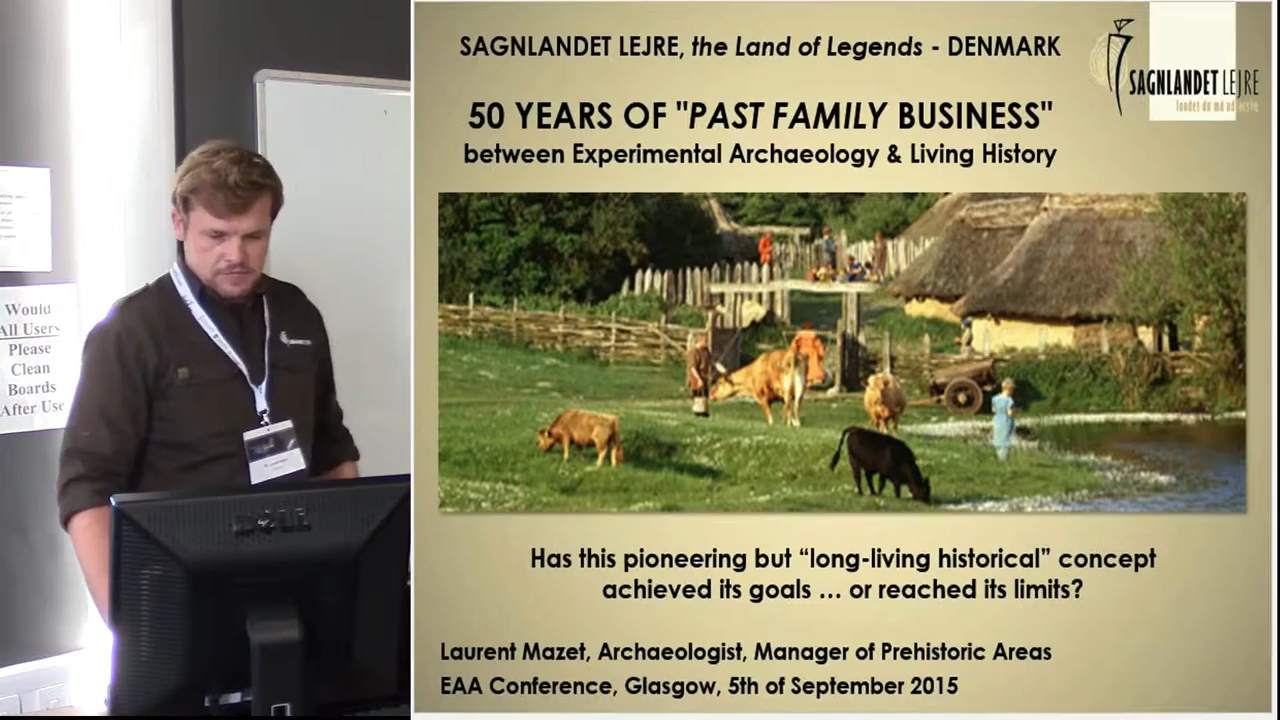 Would
All Users
Please
Clean
Boards
After Use
DELL
SAGNLANDET LEJRE, the Land of Legends - DENMARK
50 YEARS OF "PAST FAMILY BUSINESS"
between Experimental Archaeology & Living History
SAGNLANDET LEJRE
Has this pioneering but “long-living historical” concept
achieved its goals … or reached its limits?
Laurent Mazet, Archaeologist, Manager of Prehistoric Areas
EAA Conference, Glasgow, 5th of September 2015